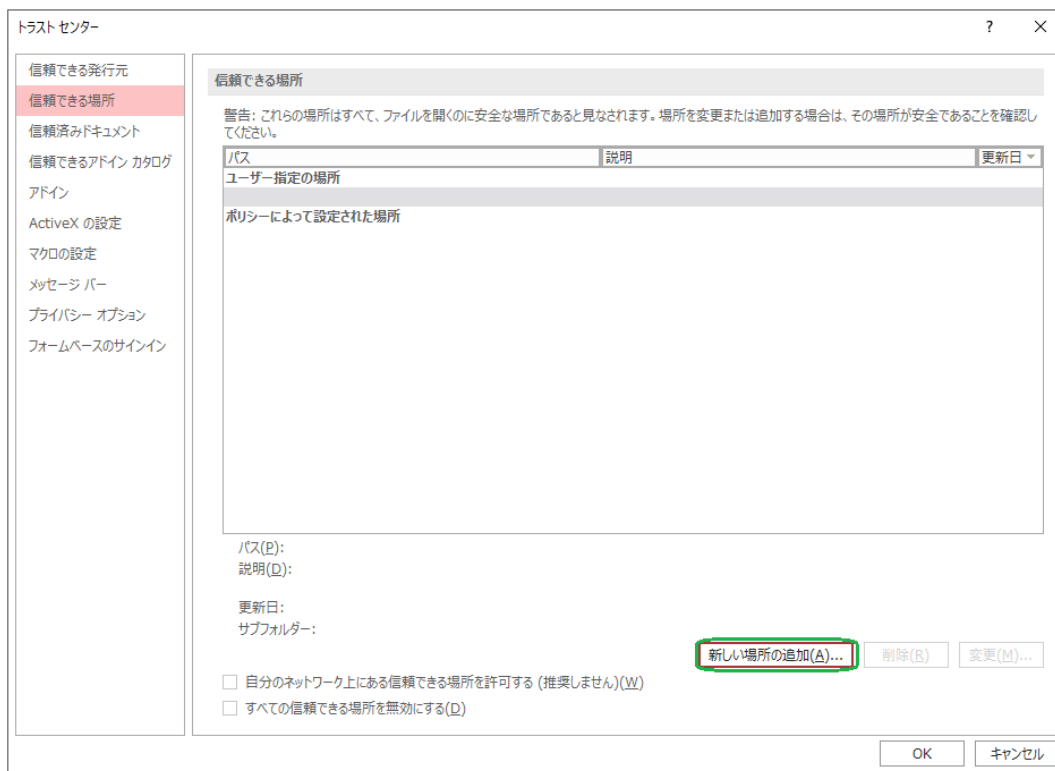 トラスト センター
? ×
信頼できる発行元
信頼できる場所
信頼済みドキュメント
信頼できるアドイン カタログ
アドイン
ActiveX の設定
マクロの設定
メッセージ バー
プライバシー オプション
フォームベースのサインイン
信頼できる場所
警告: これらの場所はすべて、ファイルを開くのに安全な場所であると見なされます。場所を変更または追加する場合は、その場所が安全であることを確認し
てください。
パス 説明 更新日
ユーザー指定の場所
ポリシーによって設定された場所
パス(P):
説明(D):
更新日:
サブフォルダー:
新しい場所の追加(A)... 削除(R) 変更(M)...
自分のネットワーク上にある信頼できる場所を許可する (推奨しません)(W)
すべての信頼できる場所を無効にする(D)
OK キャンセル